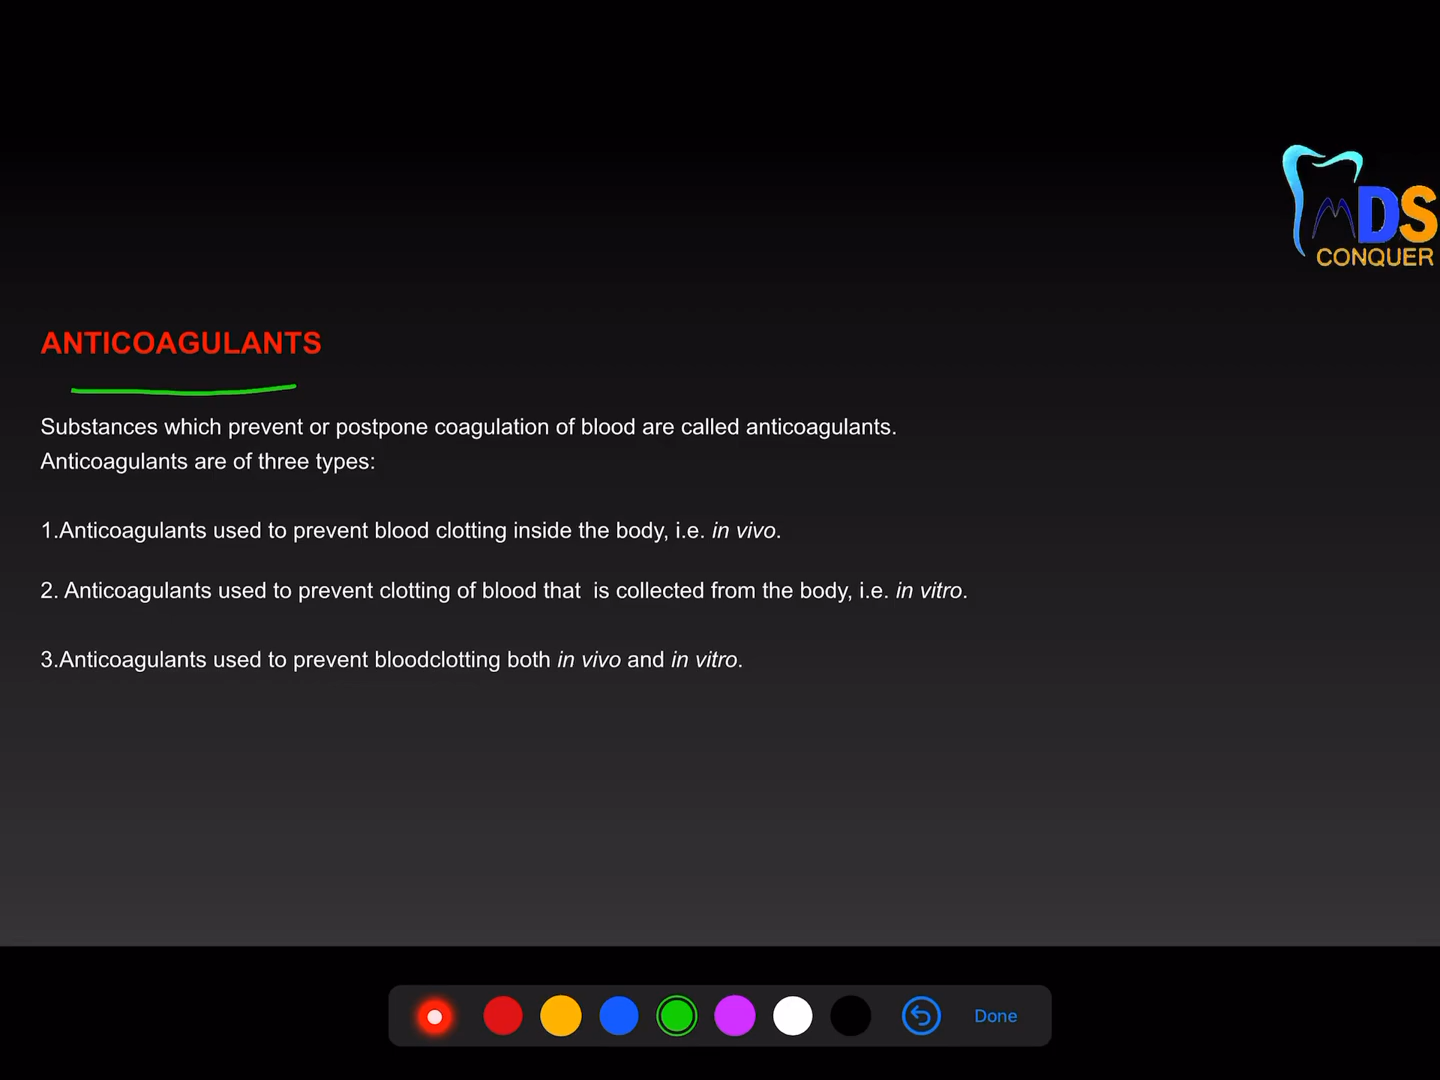 MDS
CONQUER
ANTICOAGULANTS
Substances which prevent or postpone coagulation of blood are called anticoagulants.
Anticoagulants are of three types:
1.Anticoagulants used to prevent blood clotting inside the body, i.e. in vivo.
2. Anticoagulants used to prevent clotting of blood that  is collected from the body, i.e. in vitro.
3.Anticoagulants used to prevent bloodclotting both in vivo and in vitro.
Done